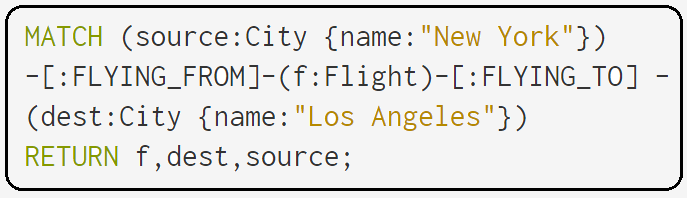 MATCH (source:City {name:"New York"})
-[:FLYING_FROM]-(f:Flight)-[:FLYING_TO] -
(dest:City {name:"Los Angeles"})
RETURN f,dest,source;